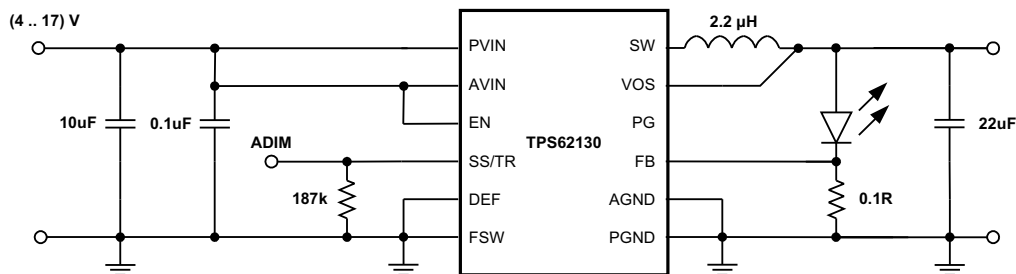 (4 .. 17) V
2.2 µH
PVIN
SW
AVIN
VOS
10uF
0.1uF
EN
PG
22uF
TPS62130
ADIM
SS/TR
FB
187k
DEF
AGND
0.1R
FSW
PGND